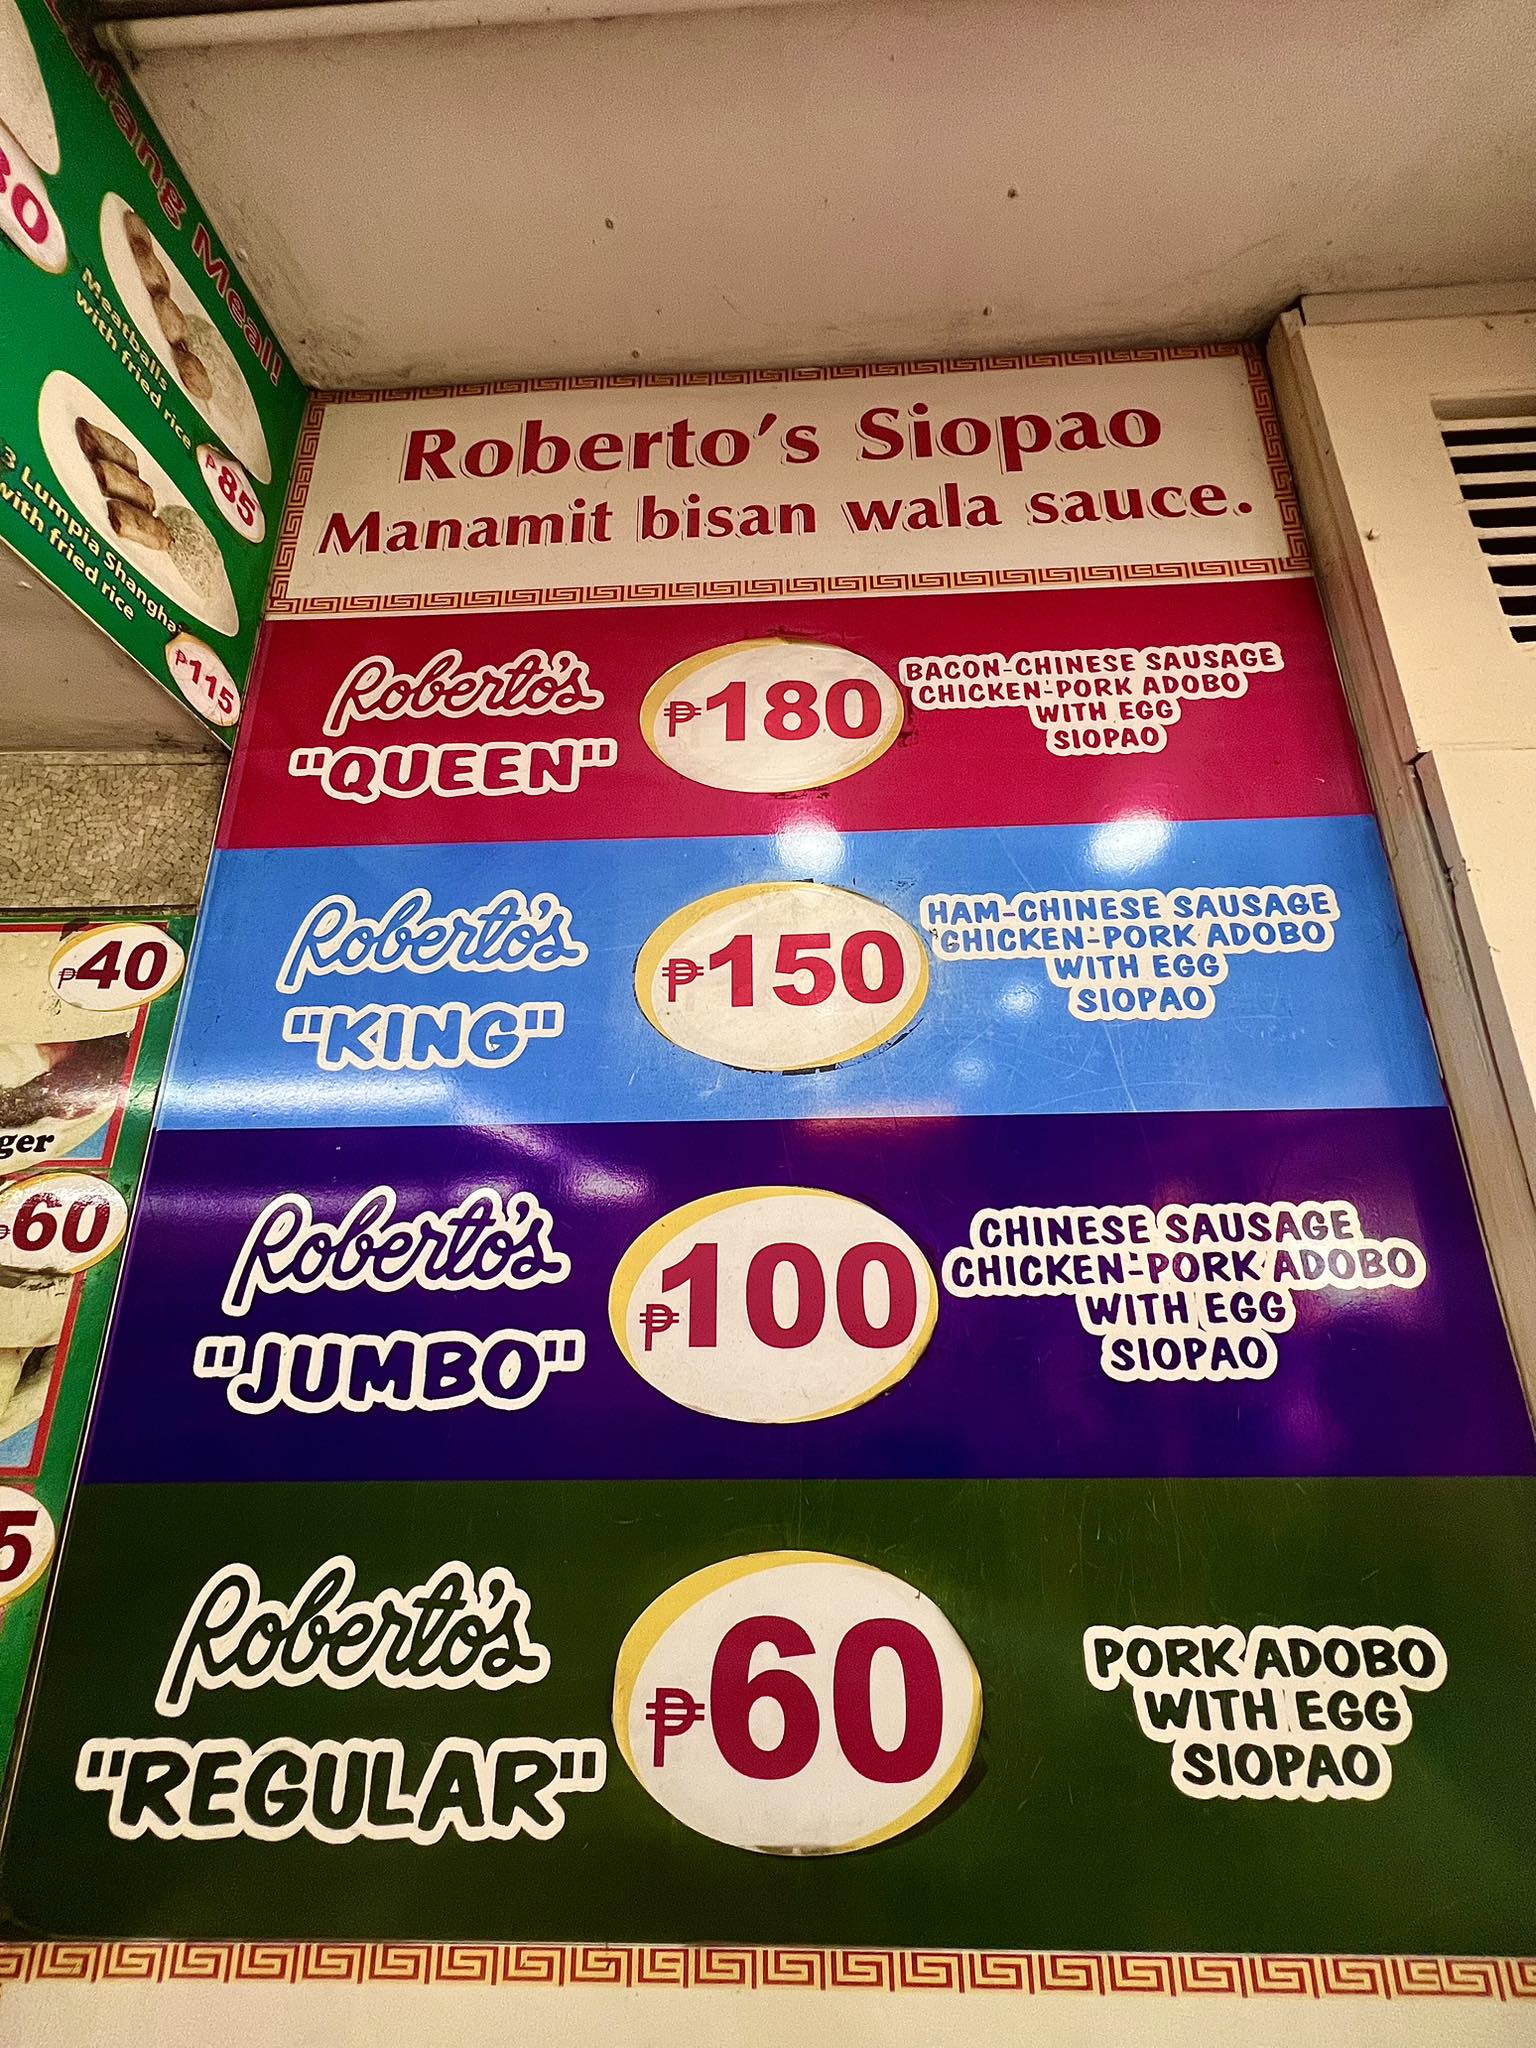 Meal!
Meatballs
with fried rice
₱85
3 Lumpia Shanghai
with fried rice
₱115
₱40
₱60
Roberto's Siopao
Manamit bisan wala sauce.
Roberto's
"QUEEN"
₱180
BACON-CHINESE SAUSAGE
CHICKEN-PORK ADOBO
WITH EGG
SIOPAO
Roberto's
"KING"
₱150
HAM-CHINESE SAUSAGE
CHICKEN-PORK ADOBO
WITH EGG
SIOPAO
Roberto's
"JUMBO"
₱100
CHINESE SAUSAGE
CHICKEN-PORK ADOBO
WITH EGG
SIOPAO
Roberto's
"REGULAR"
₱60
PORK ADOBO
WITH EGG
SIOPAO